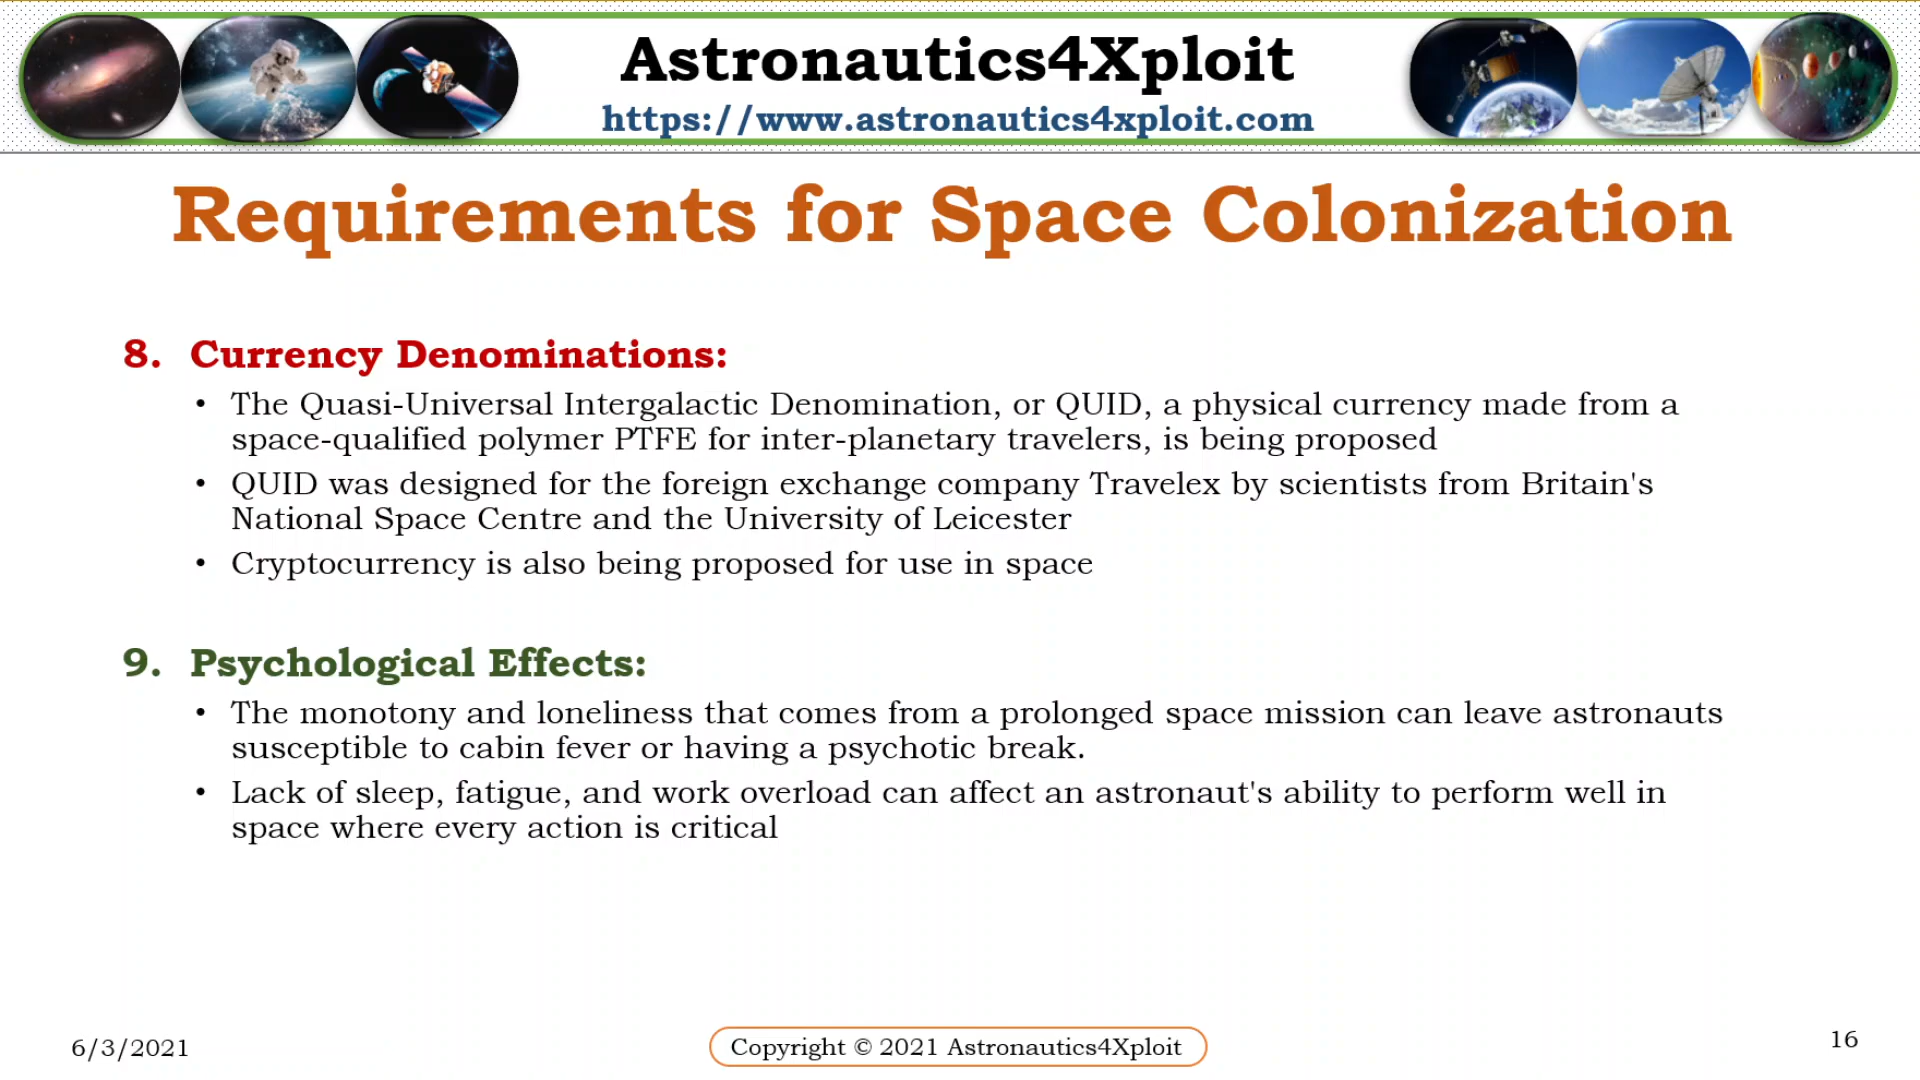 Astronautics4Xploit
https://www.astronautics4xploit.com
Requirements for Space Colonization
8. Currency Denominations:
• The Quasi-Universal Intergalactic Denomination, or QUID, a physical currency made from a
space-qualified polymer PTFE for inter-planetary travelers, is being proposed
• QUID was designed for the foreign exchange company Travelex by scientists from Britain's
National Space Centre and the University of Leicester
• Cryptocurrency is also being proposed for use in space
9. Psychological Effects:
• The monotony and loneliness that comes from a prolonged space mission can leave astronauts
susceptible to cabin fever or having a psychotic break.
• Lack of sleep, fatigue, and work overload can affect an astronaut's ability to perform well in
space where every action is critical
6/3/2021
Copyright © 2021 Astronautics4Xploit
16